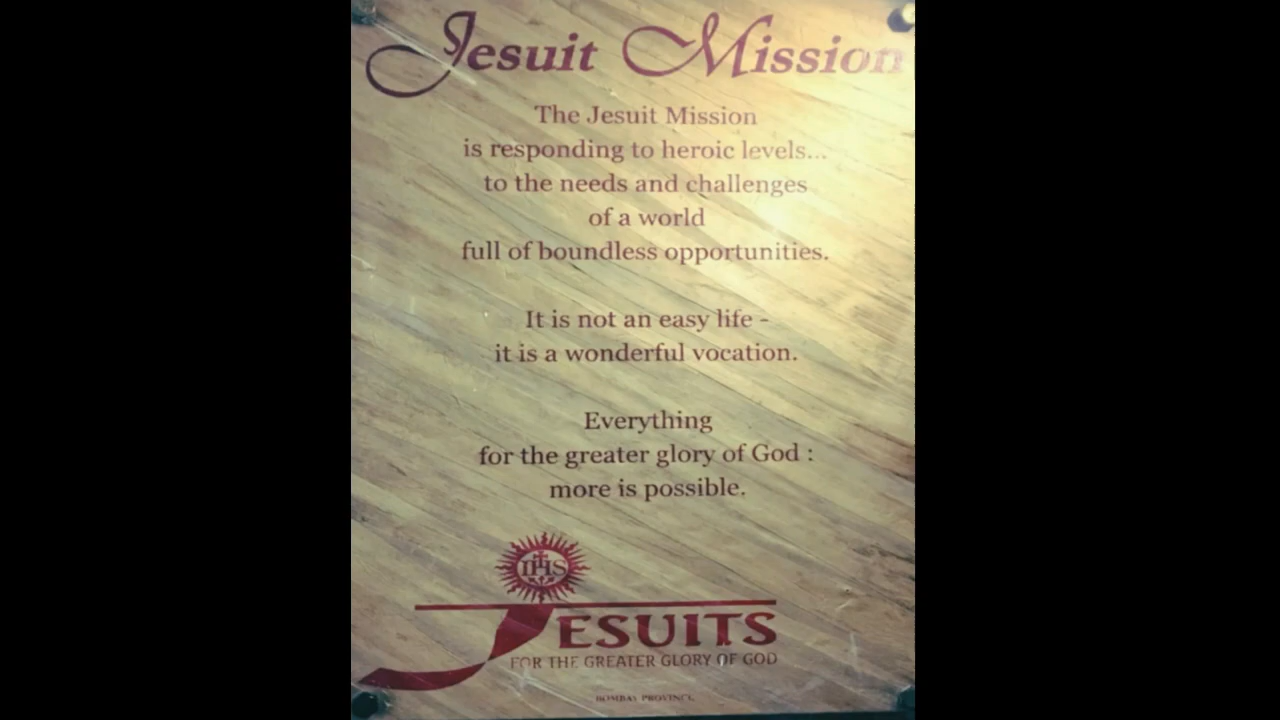 Jesuit Mission
The Jesuit Mission
is responding to heroic levels...
to the needs and challenges
of a world
full of boundless opportunities.
It is not an easy life -
it is a wonderful vocation.
Everything
for the greater glory of God :
more is possible.
IHS
JESUITS
FOR THE GREATER GLORY OF GOD
BOMBAY PROVINCE